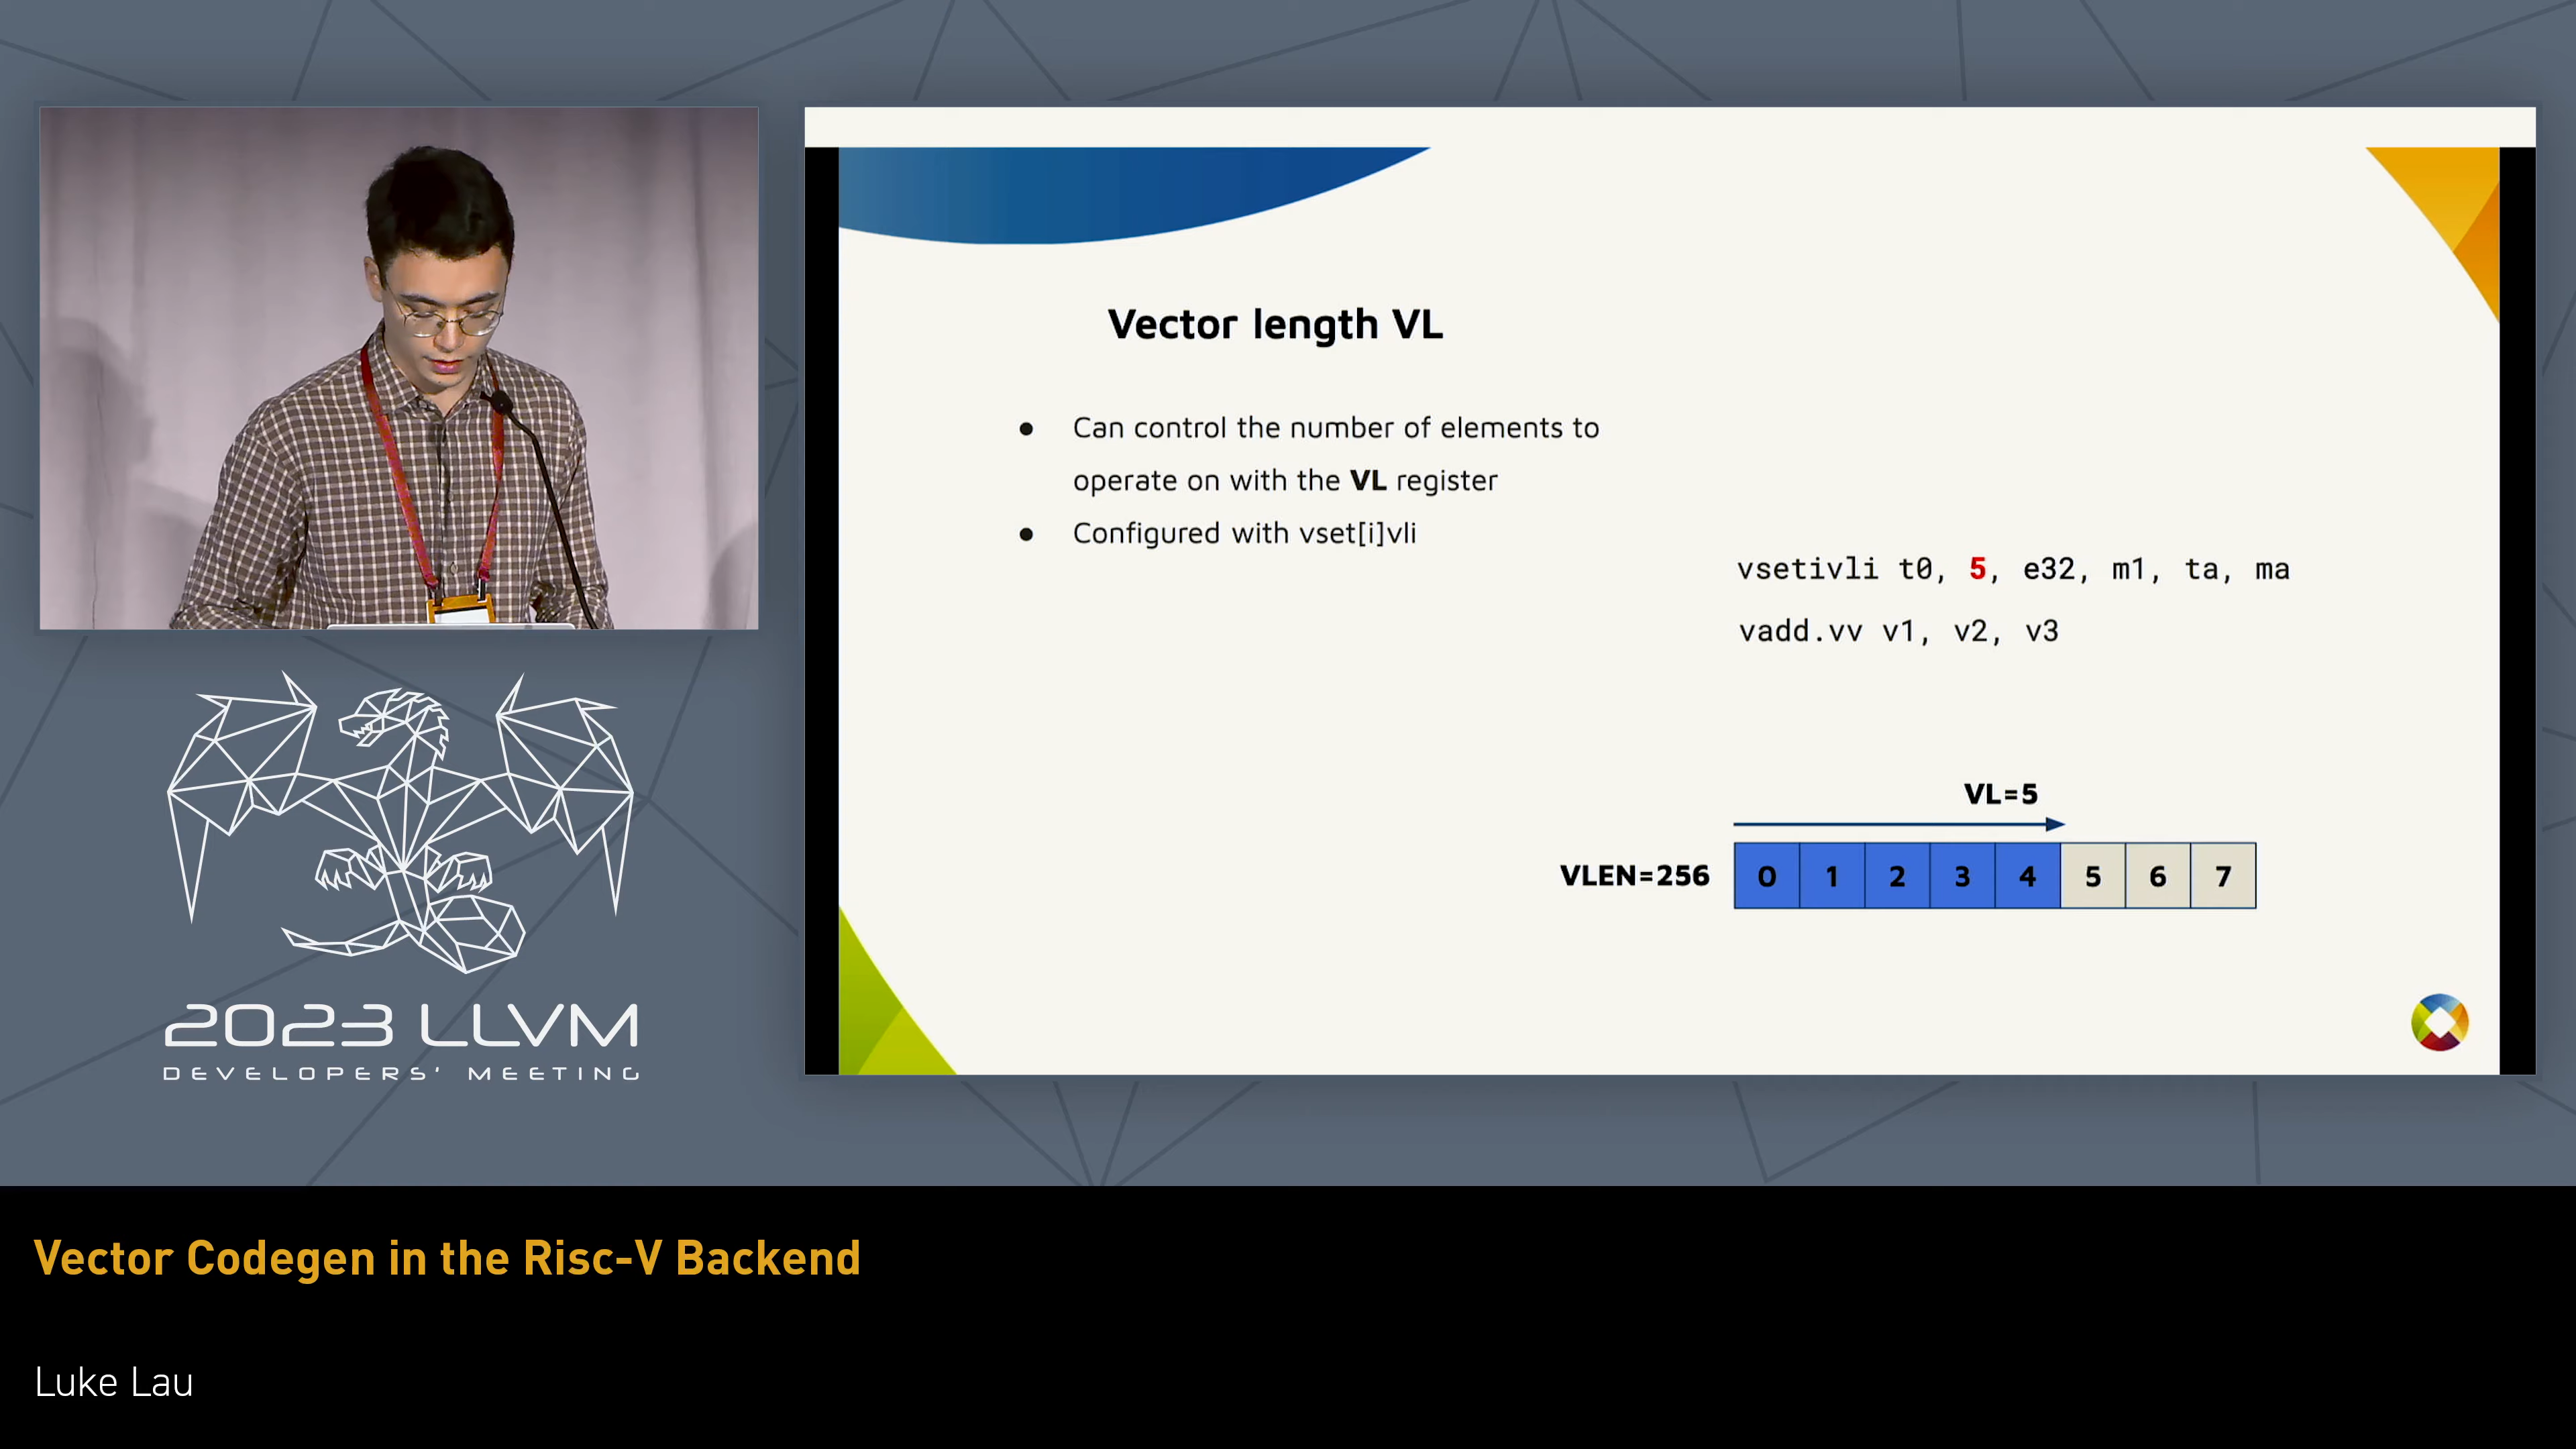 Vector length VL
● Can control the number of elements to
operate on with the VL register
● Configured with vset[i]vli
vsetivli t0, 5, e32, m1, ta, ma
vadd.vv v1, v2, v3
VL=5
VLEN=256 0 1 2 3 4 5 6 7
2023 LLVM
DEVELOPERS' MEETING
Vector Codegen in the Risc-V Backend
Luke Lau